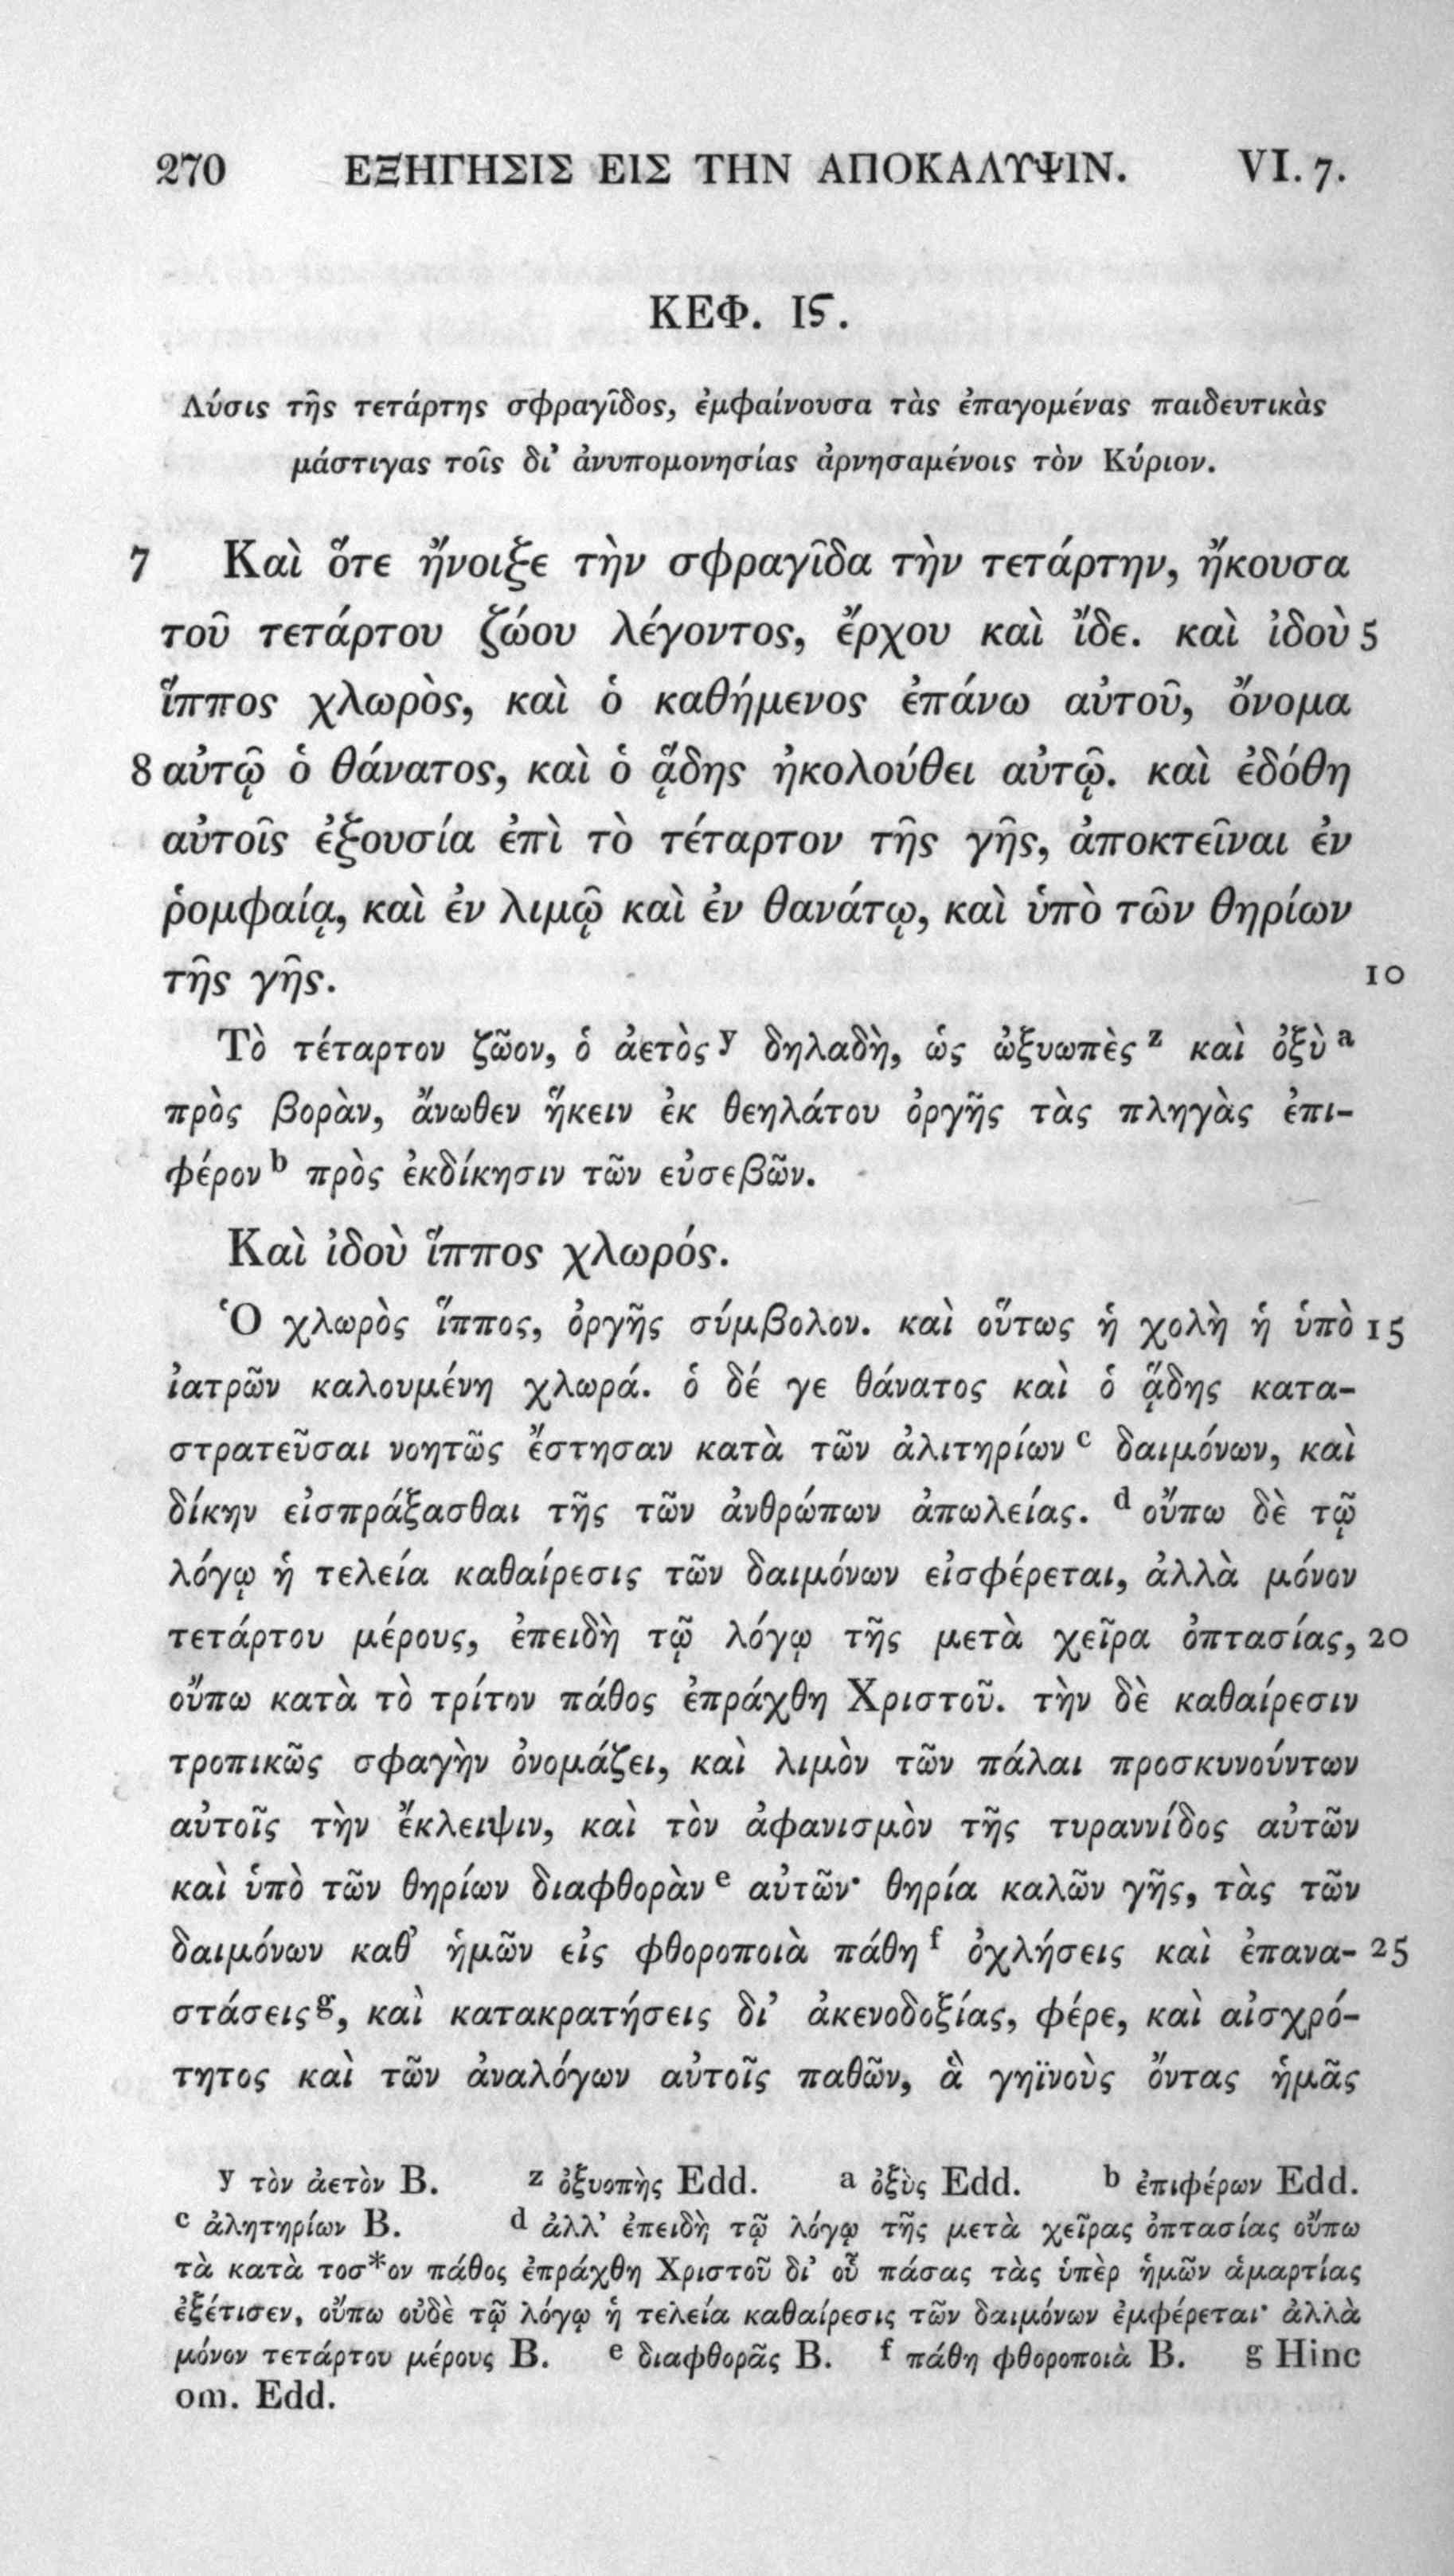 270 ΕΞΗΓΗΣΙΣ ΕΙΣ ΤΗΝ ΑΠΟΚΑΛΥΨΙΝ. VI. 7.
ΚΕΦ. Ις.
Λύσις τῆς τετάρτης σφραγῖδος, ἐμφαίνουσα τὰς ἐπαγομένας παιδευτικὰς
μάστιγας τοῖς δι’ ἀνυπομονησίας ἀρνησαμένοις τὸν Κύριον.
7 Καὶ ὅτε ἤνοιξε τὴν σφραγῖδα τὴν τετάρτην, ἤκουσα
τοῦ τετάρτου ζώου λέγοντος, ἔρχου καὶ ἴδε. καὶ ἰδοὺ 5
ἵππος χλωρὸς, καὶ ὁ καθήμενος ἐπάνω αὐτοῦ, ὄνομα
8 αὐτῷ ὁ θάνατος, καὶ ὁ ᾅδης ἠκολούθει αὐτῷ. καὶ ἐδόθη
αὐτοῖς ἐξουσία ἐπὶ τὸ τέταρτον τῆς γῆς, ἀποκτεῖναι ἐν
ῥομφαίᾳ, καὶ ἐν λιμῷ καὶ ἐν θανάτῳ, καὶ ὑπὸ τῶν θηρίων
τῆς γῆς. 10
Τὸ τέταρτον ζῶον, ὁ ἀετὸς y δηλαδὴ, ὡς ὠξυωπὲς z καὶ ὀξὺ a
πρὸς βορὰν, ἄνωθεν ἥκειν ἐκ θεηλάτου ὀργῆς τὰς πληγὰς ἐπι-
φέρον b πρὸς ἐκδίκησιν τῶν εὐσεβῶν.
Καὶ ἰδοὺ ἵππος χλωρός.
Ὁ χλωρὸς ἵππος, ὀργῆς σύμβολον. καὶ οὕτως ἡ χολὴ ἡ ὑπὸ 15
ἰατρῶν καλουμένη χλωρά. ὁ δέ γε θάνατος καὶ ὁ ᾅδης κατα-
στρατεῦσαι νοητῶς ἔστησαν κατὰ τῶν ἀλιτηρίων c δαιμόνων, καὶ
δίκην εἰσπράξασθαι τῆς τῶν ἀνθρώπων ἀπωλείας. d οὔπω δὲ τῷ
λόγῳ ἡ τελεία καθαίρεσις τῶν δαιμόνων εἰσφέρεται, ἀλλὰ μόνον
τετάρτου μέρους, ἐπειδὴ τῷ λόγῳ τῆς μετὰ χεῖρα ὀπτασίας, 20
οὔπω κατὰ τὸ τρίτον πάθος ἐπράχθη Χριστοῦ. τὴν δὲ καθαίρεσιν
τροπικῶς σφαγὴν ὀνομάζει, καὶ λιμὸν τῶν πάλαι προσκυνούντων
αὐτοῖς τὴν ἔκλειψιν, καὶ τὸν ἀφανισμὸν τῆς τυραννίδος αὐτῶν
καὶ ὑπὸ τῶν θηρίων διαφθορὰν e αὐτῶν· θηρία καλῶν γῆς, τὰς τῶν
δαιμόνων καθ’ ἡμῶν εἰς φθοροποιὰ πάθη f ὀχλήσεις καὶ ἐπανα- 25
στάσεις g, καὶ κατακρατήσεις δι’ ἀκενοδοξίας, φέρε, καὶ αἰσχρό-
τητος καὶ τῶν ἀναλόγων αὐτοῖς παθῶν, ἃ γηϊνοὺς ὄντας ἡμᾶς
y τὸν ἀετὸν B. z ὀξυοπὴς Edd. a ὀξὺς Edd. b ἐπιφέρων Edd.
c ἀλητηρίων B. d ἀλλ’ ἐπειδὴ τῷ λόγῳ τῆς μετὰ χεῖρας ὀπτασίας οὔπω
τὰ κατὰ τοσ*ον πάθος ἐπράχθη Χριστοῦ δι’ οὗ πάσας τὰς ὑπὲρ ἡμῶν ἁμαρτίας
ἐξέτισεν, οὔπω οὐδὲ τῷ λόγῳ ἡ τελεία καθαίρεσις τῶν δαιμόνων ἐμφέρεται· ἀλλὰ
μόνον τετάρτου μέρους B. e διαφθορᾶς B. f πάθη φθοροποιὰ B. g Hinc
om. Edd.